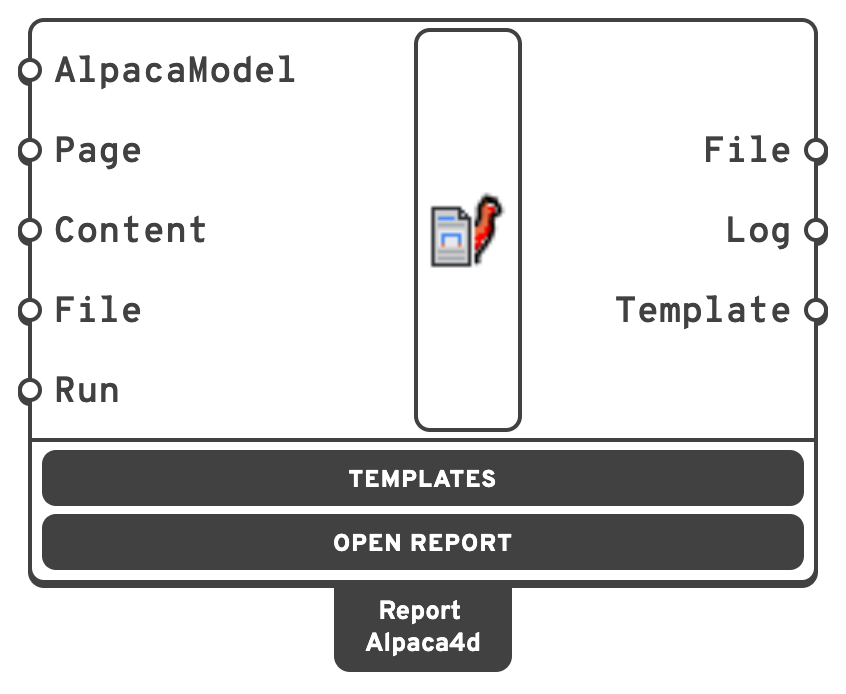 AlpacaModel
Page
Content
File
Run
File
Log
Template
TEMPLATES
OPEN REPORT
Report
Alpaca4d